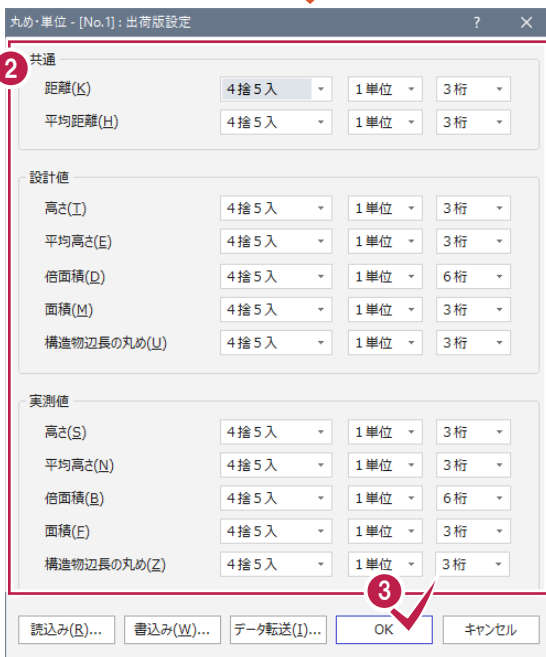 丸め・単位 - [No.1] : 出荷版設定 ? ×
2
共通
距離(K) 4捨5入 1単位 3桁
平均距離(H) 4捨5入 1単位 3桁
設計値
高さ(T) 4捨5入 1単位 3桁
平均高さ(E) 4捨5入 1単位 3桁
倍面積(D) 4捨5入 1単位 6桁
面積(M) 4捨5入 1単位 3桁
構造物辺長の丸め(U) 4捨5入 1単位 3桁
実測値
高さ(S) 4捨5入 1単位 3桁
平均高さ(N) 4捨5入 1単位 3桁
倍面積(B) 4捨5入 1単位 6桁
面積(F) 4捨5入 1単位 3桁
構造物辺長の丸め(Z) 4捨5入 1単位 3桁
3
読込み(R)... 書込み(W)... データ転送(I)... OK キャンセル